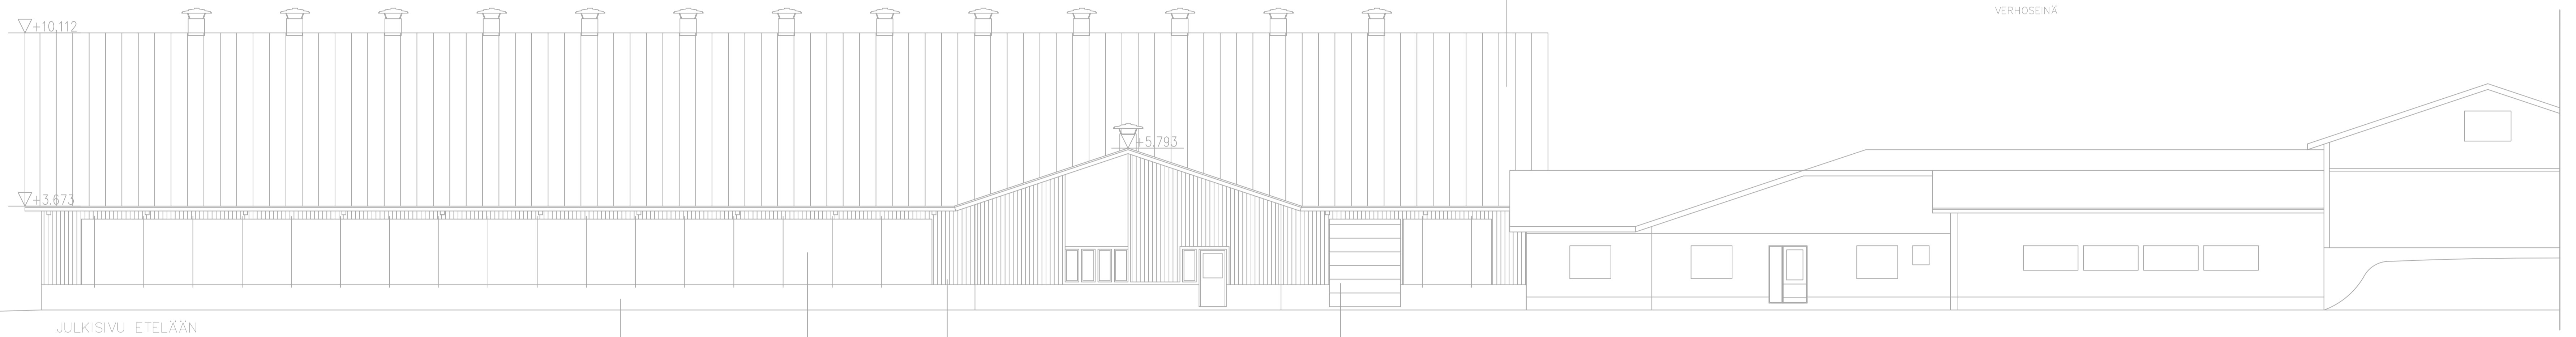 VERHOSEINÄ
+10,112
+5,793
+3,673
JULKISIVU ETELÄÄN